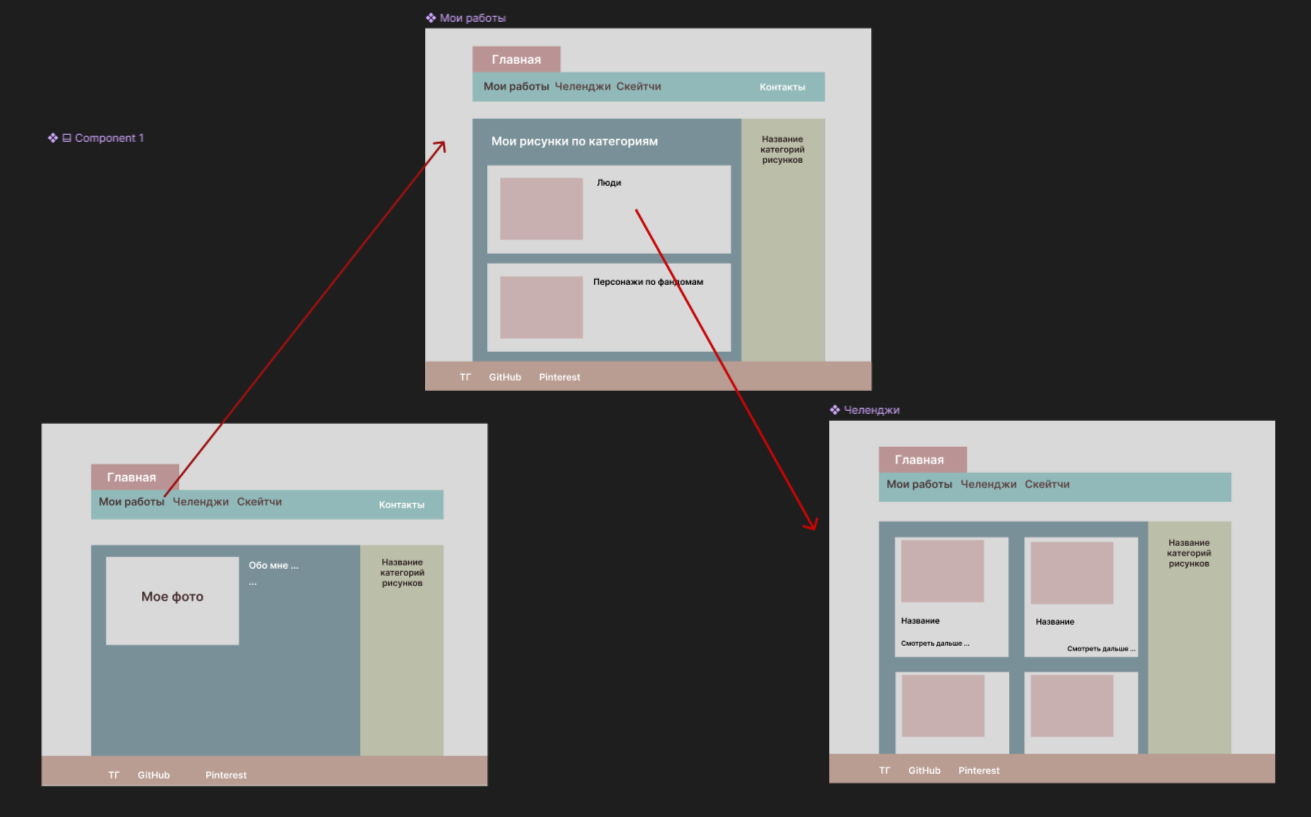 Мои работы
Главная
Мои работы Челенджи Скейтчи Контакты
Мои рисунки по категориям
Люди
Персонажи по фандомам
Название
категорий
рисунков
ТГ GitHub Pinterest
Component 1
Главная
Мои работы Челенджи Скейтчи Контакты
Мое фото
Обо мне ...
...
Название
категорий
рисунков
ТГ GitHub Pinterest
Челенджи
Главная
Мои работы Челенджи Скейтчи
Название
Смотреть дальше ...
Название
Смотреть дальше ...
Название
категорий
рисунков
ТГ GitHub Pinterest